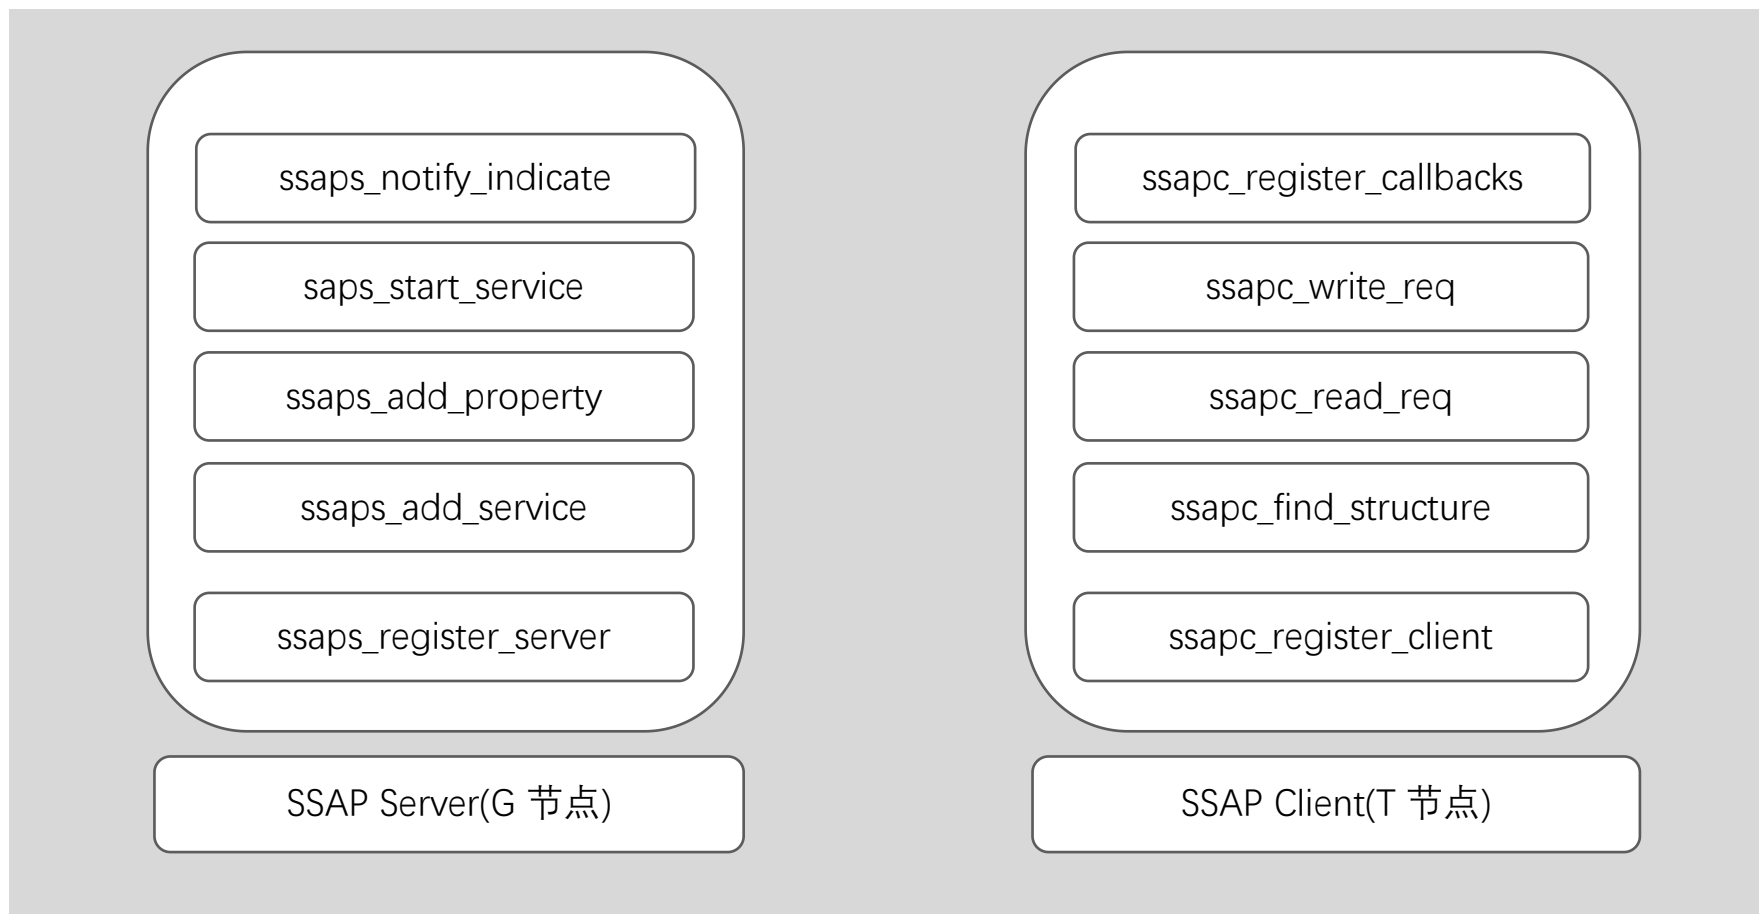 ssaps_notify_indicate
saps_start_service
ssaps_add_property
ssaps_add_service
ssaps_register_server
SSAP Server(G 节点)
ssapc_register_callbacks
ssapc_write_req
ssapc_read_req
ssapc_find_structure
ssapc_register_client
SSAP Client(T 节点)